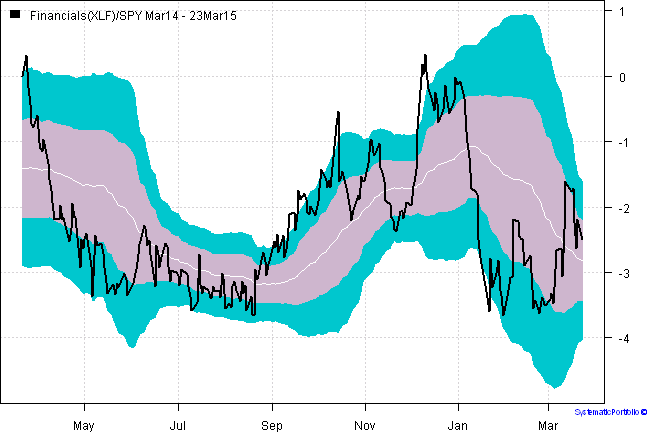 Financials(XLF)/SPY Mar14 - 23Mar15
1
0
-1
-2
-3
-4
May Jul Sep Nov Jan Mar
SystematicPortfolio ©